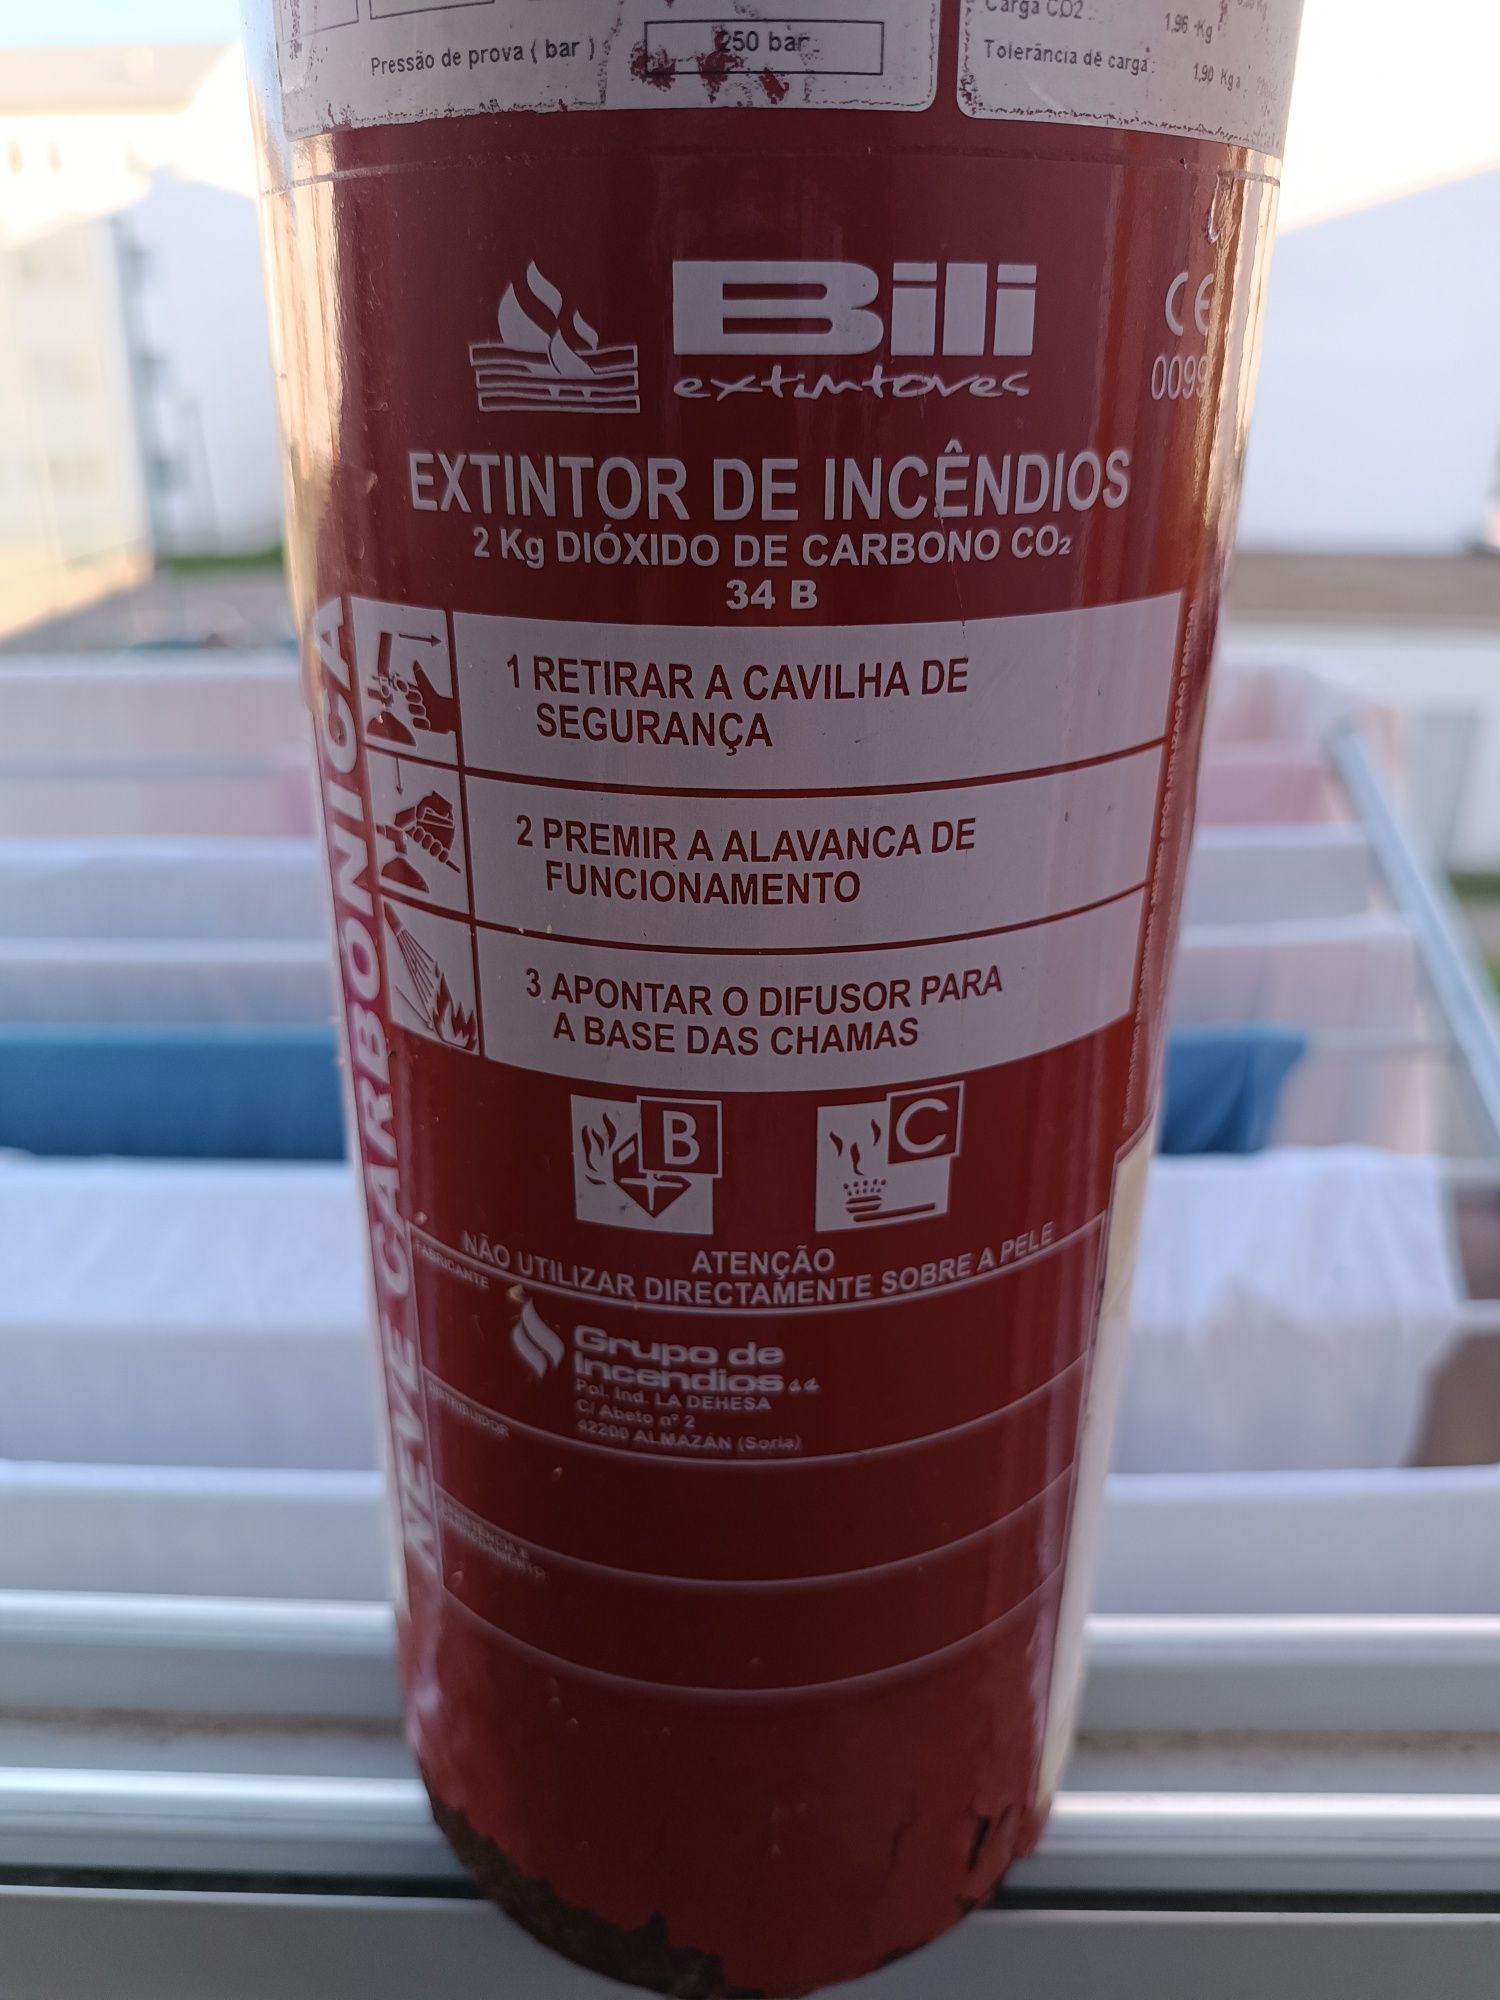 Pressão de prova ( bar )
250 bar
Carga CO2
1,96 Kg
Tolerância de carga:
1,90 Kg a
Bili
extintores
CE
0099
EXTINTOR DE INCÊNDIOS
2 Kg DIÓXIDO DE CARBONO CO₂
34 B
NEVE CARBÓNICA
1 RETIRAR A CAVILHA DE
SEGURANÇA
2 PREMIR A ALAVANCA DE
FUNCIONAMENTO
3 APONTAR O DIFUSOR PARA
A BASE DAS CHAMAS
B
C
ATENÇÃO
NÃO UTILIZAR DIRECTAMENTE SOBRE A PELE
FABRICANTE
Grupo de
Incendios s.a
Pol. Ind. LA DEHESA
C/ Abeto nº 2
42200 ALMAZÁN (Soria)
DISTRIBUIDOR